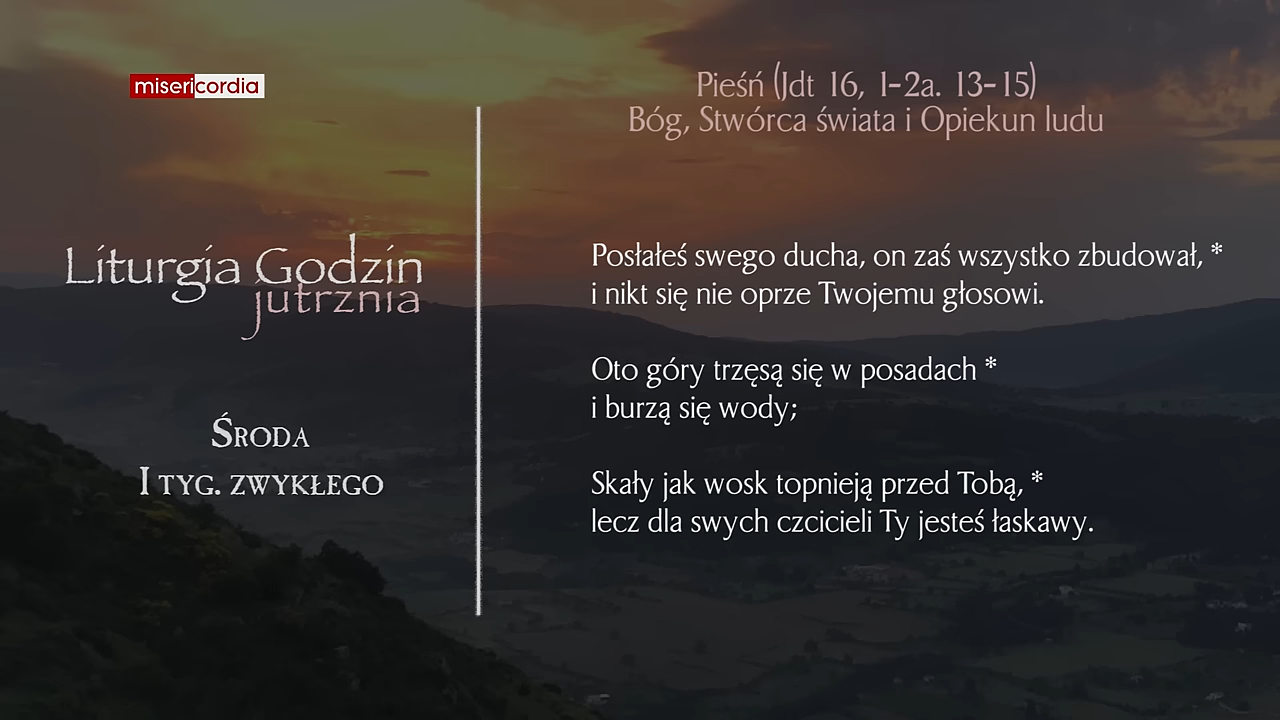 misericordia
Pieśń (Jdt 16, 1-2a. 13-15)
Bóg, Stwórca świata i Opiekun ludu
Liturgia Godzin
jutrznia
Środa
I tyg. zwykłego
Posłałeś swego ducha, on zaś wszystko zbudował, *
i nikt się nie oprze Twojemu głosowi.
Oto góry trzęsą się w posadach *
i burzą się wody;
Skały jak wosk topnieją przed Tobą, *
lecz dla swych czcicieli Ty jesteś łaskawy.